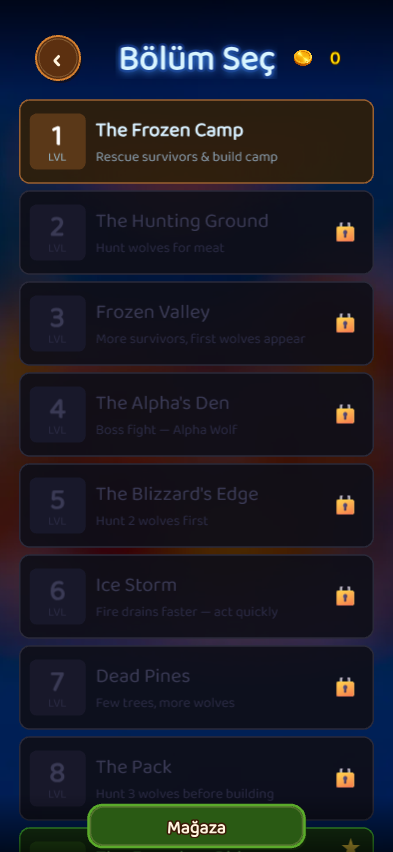 ‹
Bölüm Seç
0
1
LVL
The Frozen Camp
Rescue survivors & build camp
2
LVL
The Hunting Ground
Hunt wolves for meat
3
LVL
Frozen Valley
More survivors, first wolves appear
4
LVL
The Alpha's Den
Boss fight — Alpha Wolf
5
LVL
The Blizzard's Edge
Hunt 2 wolves first
6
LVL
Ice Storm
Fire drains faster — act quickly
7
LVL
Dead Pines
Few trees, more wolves
8
LVL
The Pack
Hunt 3 wolves before building
Mağaza